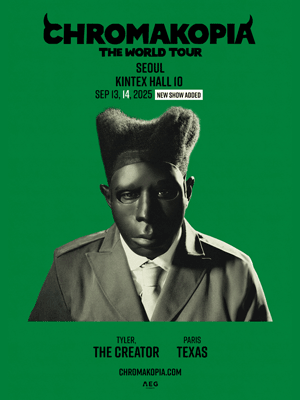 CHROMAKOPIA
THE WORLD TOUR
SEOUL
KINTEX HALL 10
SEP 13, 14, 2025 NEW SHOW ADDED
TYLER, THE CREATOR
PARIS TEXAS
CHROMAKOPIA.COM
AEG